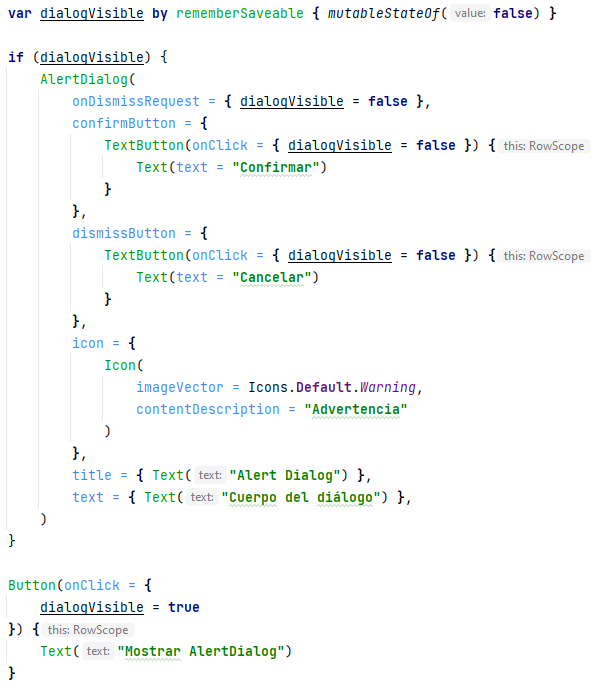 var dialogVisible by rememberSaveable { mutableStateOf( value: false) }

if (dialogVisible) {
    AlertDialog(
        onDismissRequest = { dialogVisible = false },
        confirmButton = {
            TextButton(onClick = { dialogVisible = false }) { this: RowScope
                Text(text = "Confirmar")
            }
        },
        dismissButton = {
            TextButton(onClick = { dialogVisible = false }) { this: RowScope
                Text(text = "Cancelar")
            }
        },
        icon = {
            Icon(
                imageVector = Icons.Default.Warning,
                contentDescription = "Advertencia"
            )
        },
        title = { Text( text: "Alert Dialog") },
        text = { Text( text: "Cuerpo del diálogo") },
    )
}

Button(onClick = {
    dialogVisible = true
}) { this: RowScope
    Text( text: "Mostrar AlertDialog")
}